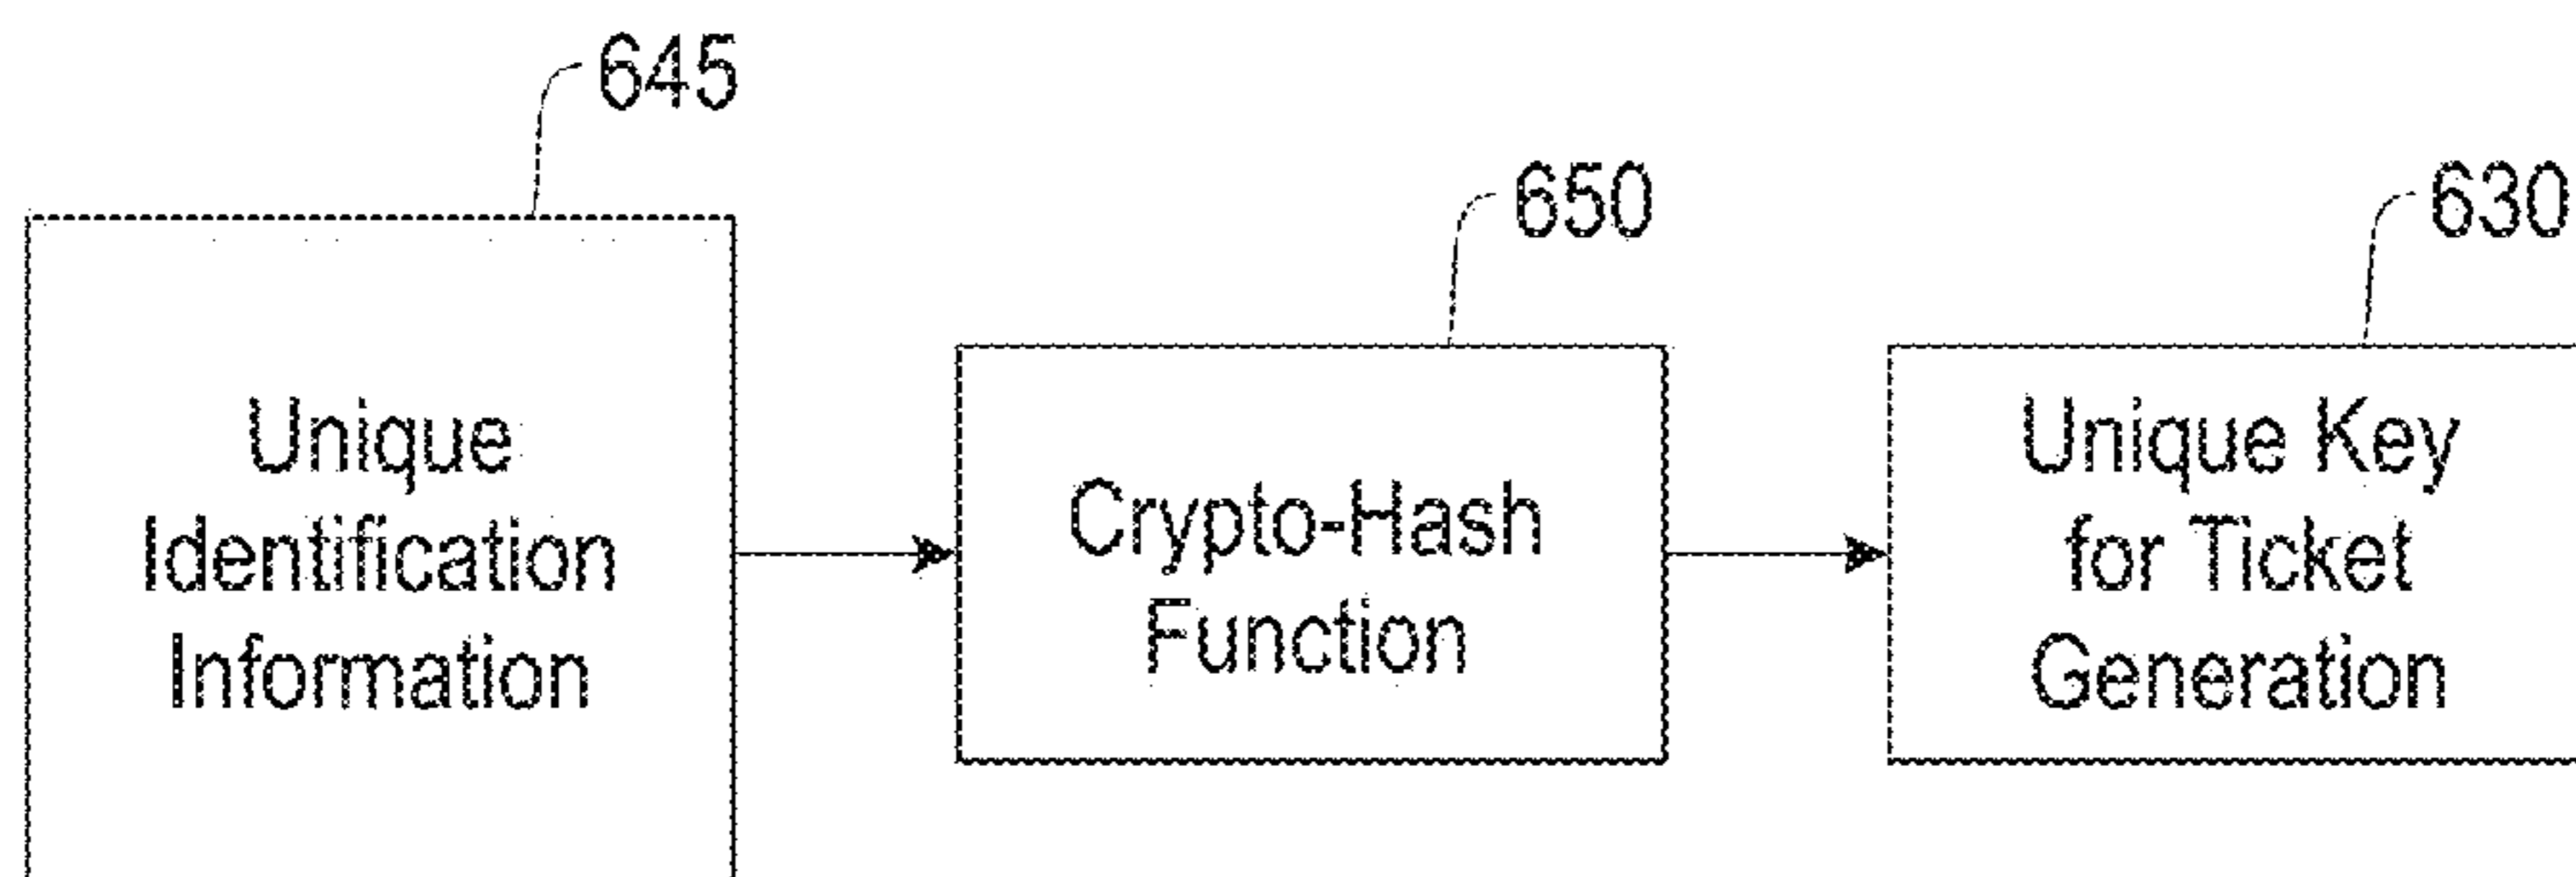 645
650
630
Unique
Identification
Information
Crypto-Hash
Function
Unique Key
for Ticket
Generation